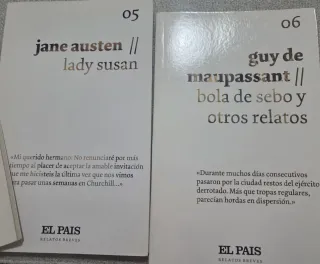 05
jane austen //
lady susan
«Mi querido hermano: No renunciaré por más
tiempo al placer de aceptar la amable invitación
que me hicisteis la última vez que nos vimos
para pasar unas semanas en Churchill...»
EL PAIS
RELATOS BREVES
06
guy de
maupassant //
bola de sebo y
otros relatos
«Durante muchos días consecutivos
pasaron por la ciudad restos del ejército
derrotado. Más que tropas regulares,
parecían hordas en dispersión.»
EL PAIS
RELATOS BREVES